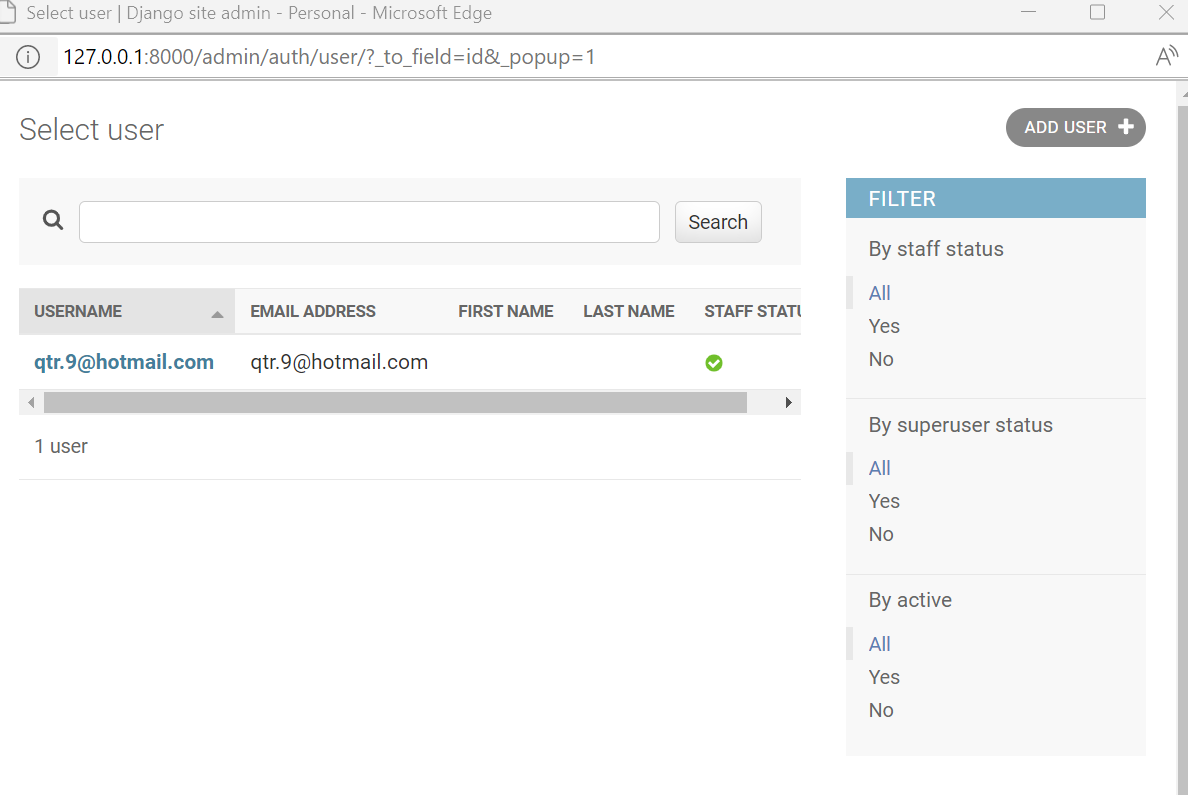 Select user | Django site admin - Personal - Microsoft Edge
127.0.0.1:8000/admin/auth/user/?_to_field=id&_popup=1
Select user
ADD USER
Search
USERNAME EMAIL ADDRESS FIRST NAME LAST NAME STAFF STATU
qtr.9@hotmail.com qtr.9@hotmail.com
1 user
FILTER
By staff status
All
Yes
No
By superuser status
All
Yes
No
By active
All
Yes
No